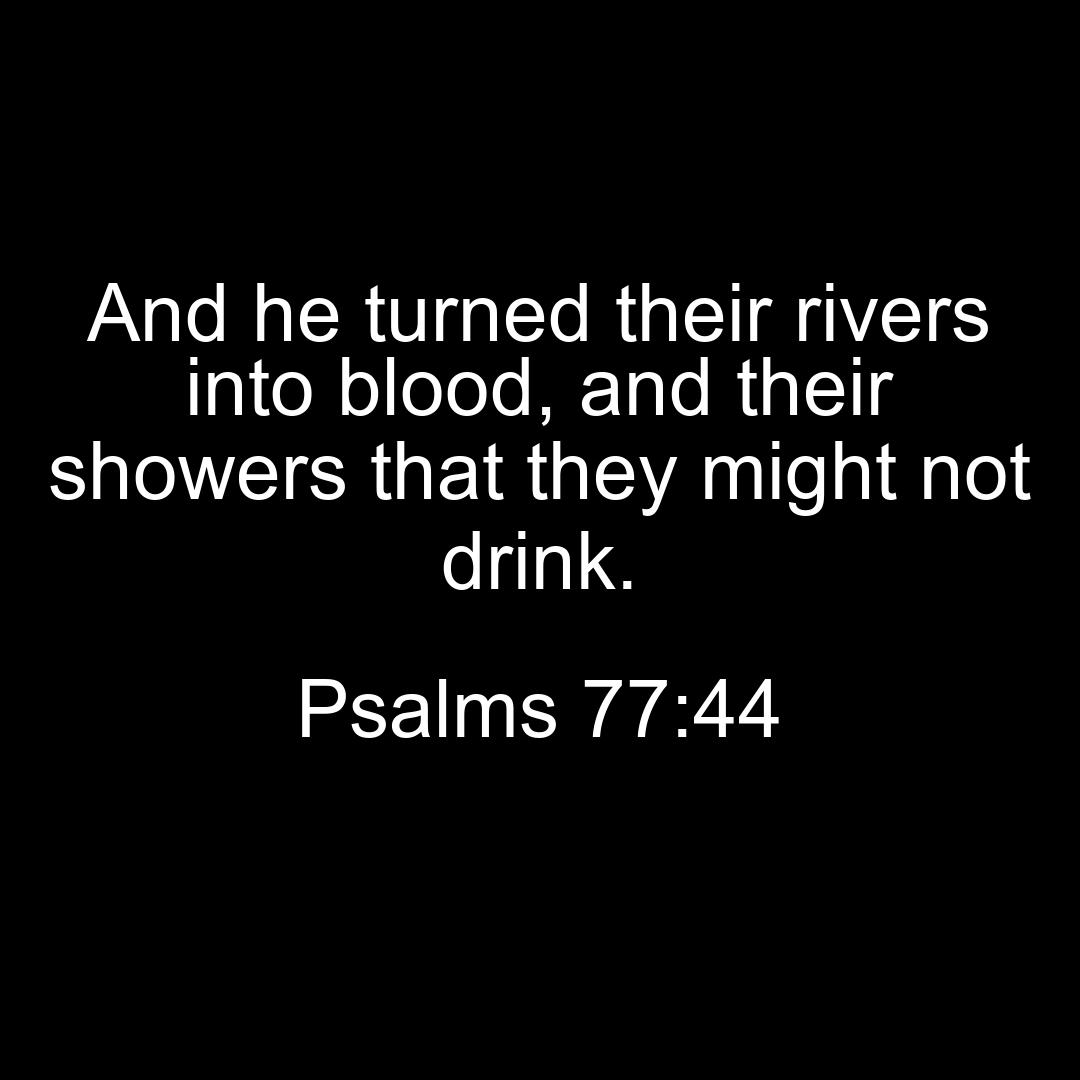 And he turned their rivers
into blood, and their
showers that they might not
drink.
Psalms 77:44